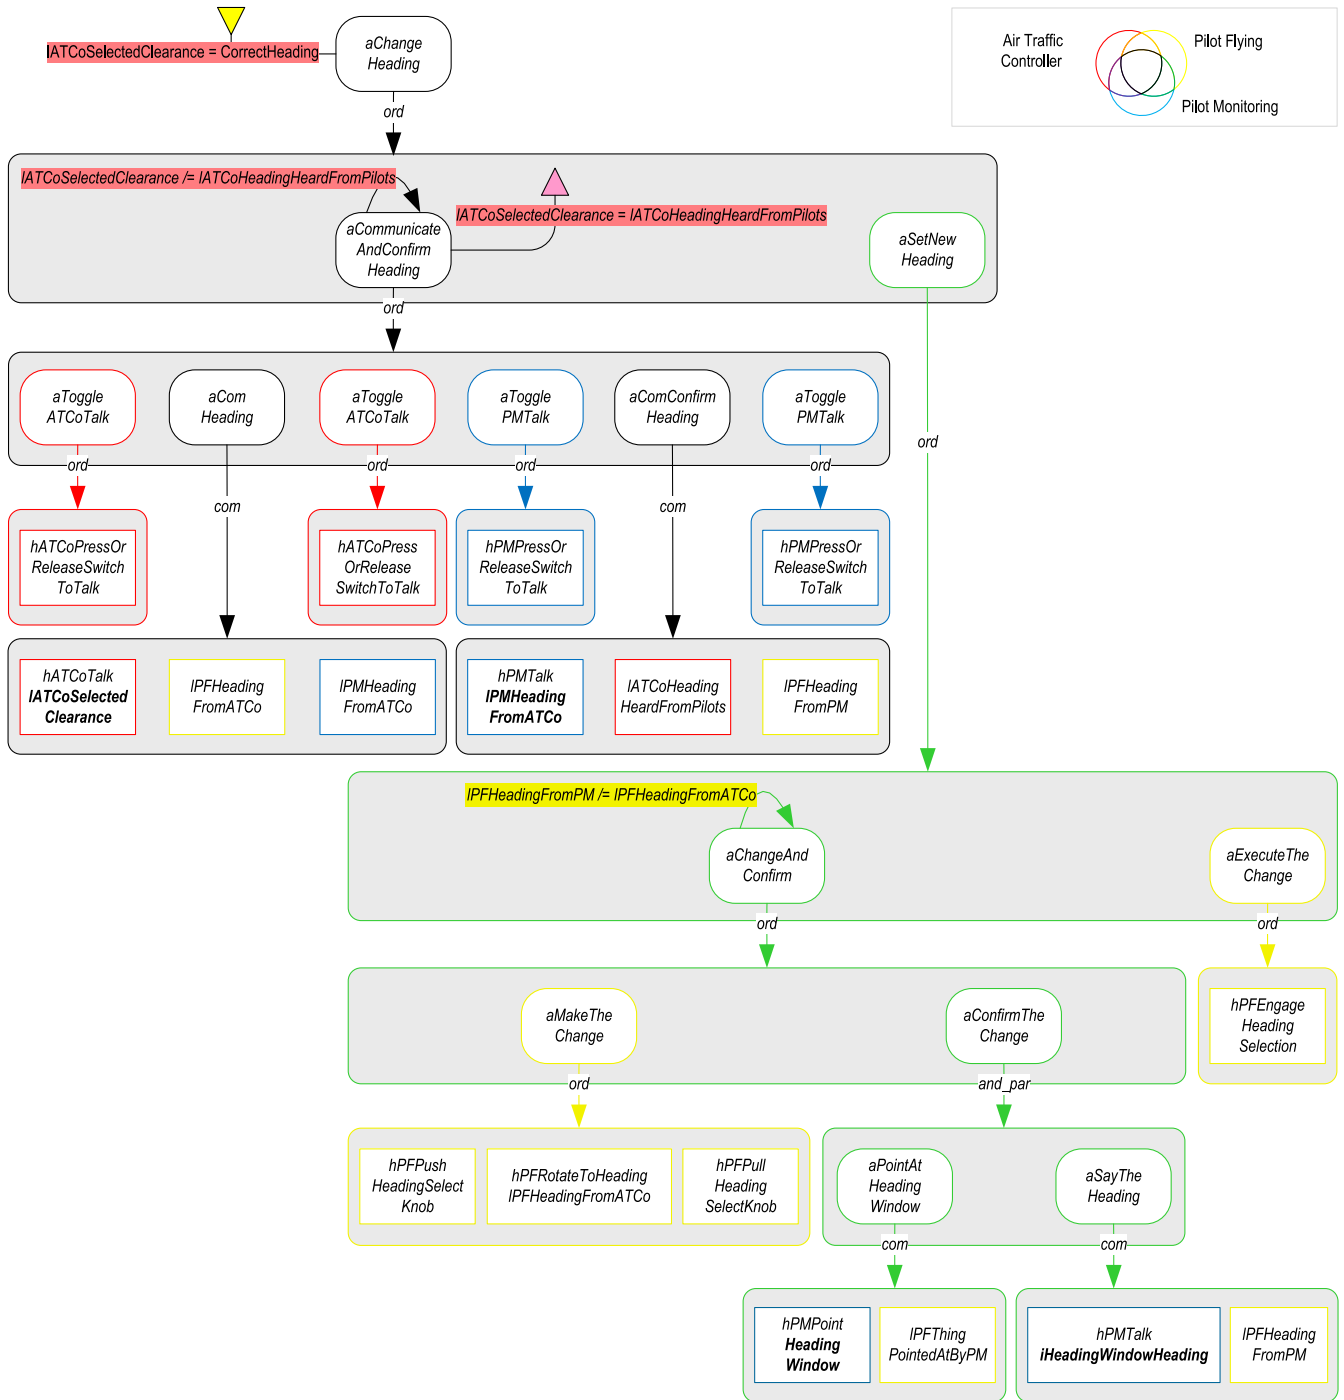 lATCoSelectedClearance = CorrectHeading
aChange
Heading
Air Traffic
Controller
Pilot Flying
Pilot Monitoring
ord
lATCoSelectedClearance /= lATCoHeadingHeardFromPilots
lATCoSelectedClearance = lATCoHeadingHeardFromPilots
aCommunicate
AndConfirm
Heading
aSetNew
Heading
ord
aToggle
ATCoTalk
aCom
Heading
aToggle
ATCoTalk
aToggle
PMTalk
aComConfirm
Heading
aToggle
PMTalk
ord
ord
ord
ord
ord
com
com
hATCoPressOr
ReleaseSwitch
ToTalk
hATCoPress
OrRelease
SwitchToTalk
hPMPressOr
ReleaseSwitch
ToTalk
hPMPressOr
ReleaseSwitch
ToTalk
hATCoTalk
lATCoSelected
Clearance
lPFHeading
FromATCo
lPMHeading
FromATCo
hPMTalk
lPMHeading
FromATCo
lATCoHeading
HeardFromPilots
lPFHeading
FromPM
lPFHeadingFromPM /= lPFHeadingFromATCo
aChangeAnd
Confirm
aExecuteThe
Change
ord
ord
aMakeThe
Change
aConfirmThe
Change
hPFEngage
Heading
Selection
ord
and_par
hPFPush
HeadingSelect
Knob
hPFRotateToHeading
lPFHeadingFromATCo
hPFPull
Heading
SelectKnob
aPointAt
Heading
Window
aSayThe
Heading
com
com
hPMPoint
Heading
Window
lPFThing
PointedAtByPM
hPMTalk
iHeadingWindowHeading
lPFHeading
FromPM